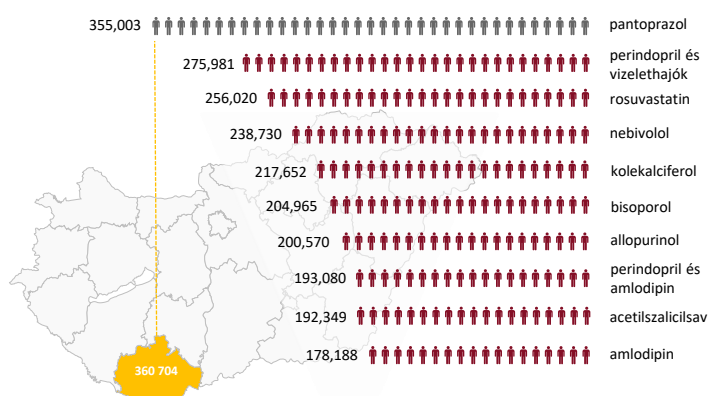 355,003 pantoprazol
275,981 perindopril és
vizelethajók
256,020 rosuvastatin
238,730 nebivolol
217,652 kolekalciferol
204,965 bisoporol
200,570 allopurinol
193,080 perindopril és
amlodipin
192,349 acetilszalicilsav
178,188 amlodipin
360 704